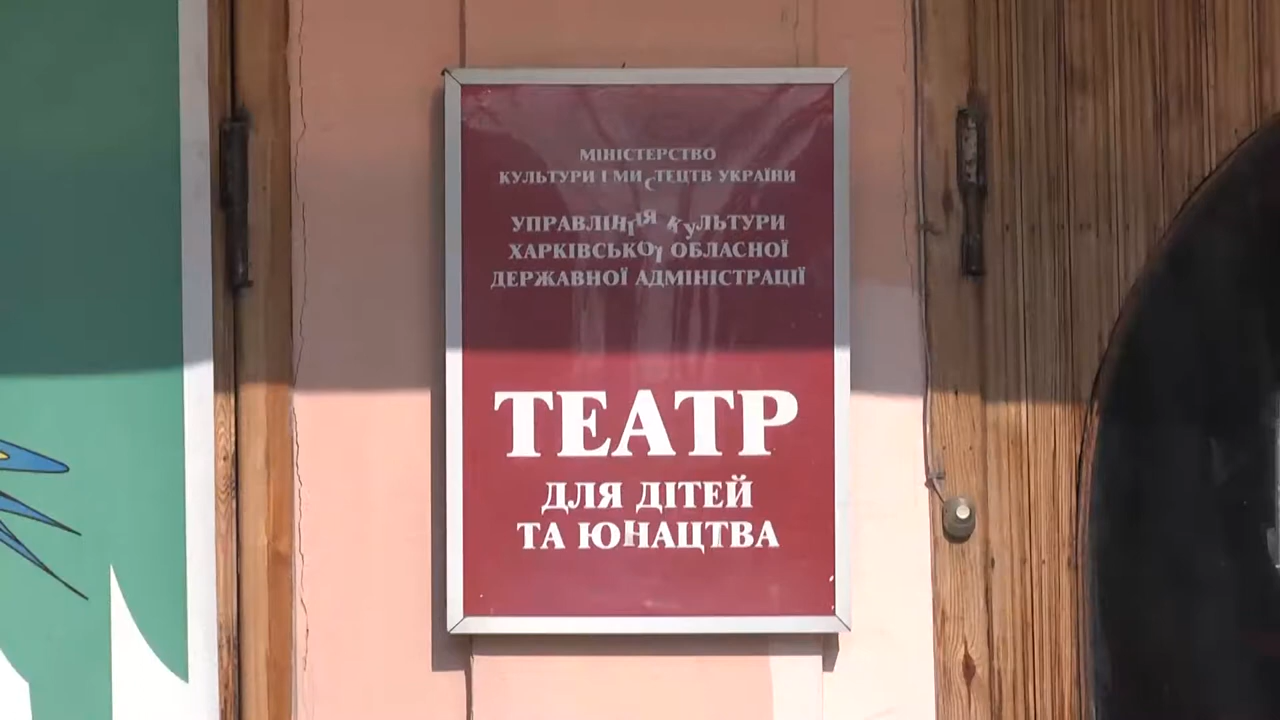 МІНІСТЕРСТВО
КУЛЬТУРИ І МИСТЕЦТВ УКРАЇНИ
УПРАВЛІННЯ КУЛЬТУРИ
ХАРКІВСЬКОЇ ОБЛАСНОЇ
ДЕРЖАВНОЇ АДМІНІСТРАЦІЇ
ТЕАТР
ДЛЯ ДІТЕЙ
ТА ЮНАЦТВА